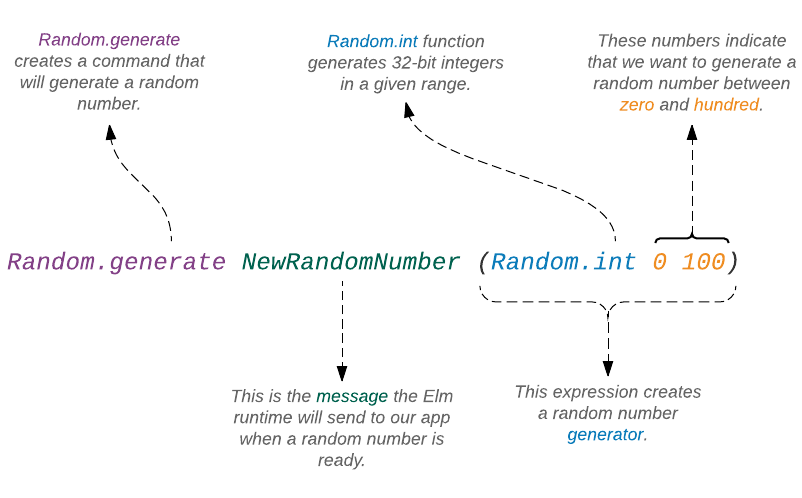 Random.generate
creates a command that
will generate a random
number.
Random.int function
generates 32-bit integers
in a given range.
These numbers indicate
that we want to generate a
random number between
zero and hundred.
Random.generate NewRandomNumber (Random.int 0 100)
This is the message the Elm
runtime will send to our app
when a random number is
ready.
This expression creates
a random number
generator.